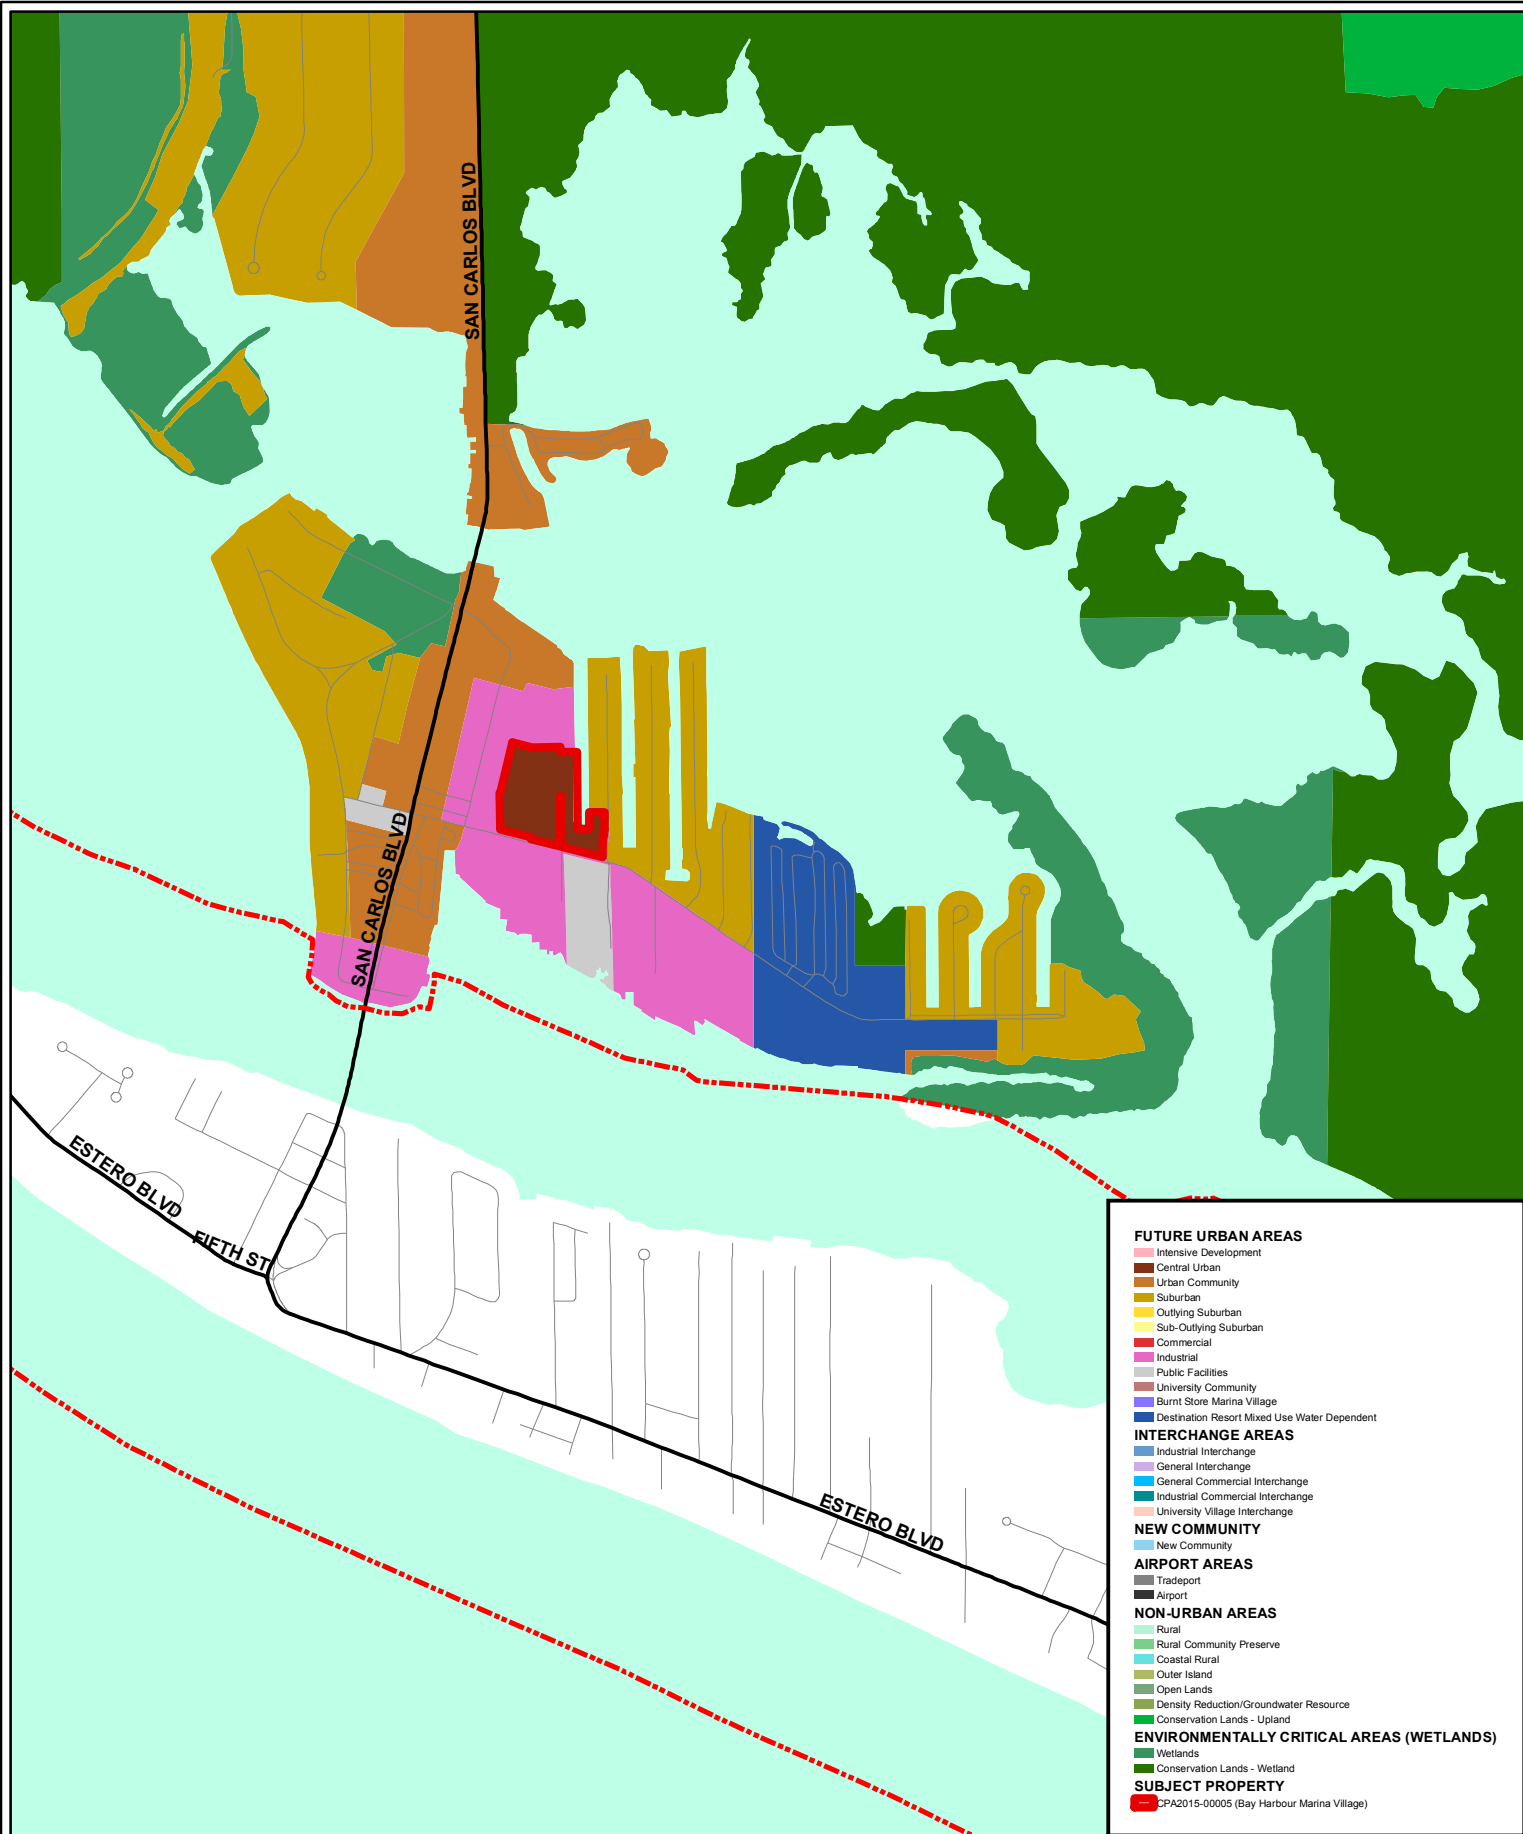 SAN CARLOS BLVD
SAN CARLOS BLVD
ESTERO BLVD
FIFTH ST
ESTERO BLVD
FUTURE URBAN AREAS
Intensive Development
Central Urban
Urban Community
Suburban
Outlying Suburban
Sub-Outlying Suburban
Commercial
Industrial
Public Facilities
University Community
Burnt Store Marina Village
Destination Resort Mixed Use Water Dependent
INTERCHANGE AREAS
Industrial Interchange
General Interchange
General Commercial Interchange
Industrial Commercial Interchange
University Village Interchange
NEW COMMUNITY
New Community
AIRPORT AREAS
Tradeport
Airport
NON-URBAN AREAS
Rural
Rural Community Preserve
Coastal Rural
Outer Island
Open Lands
Density Reduction/Groundwater Resource
Conservation Lands - Upland
ENVIRONMENTALLY CRITICAL AREAS (WETLANDS)
Wetlands
Conservation Lands - Wetland
SUBJECT PROPERTY
CPA2015-00005 (Bay Harbour Marina Village)